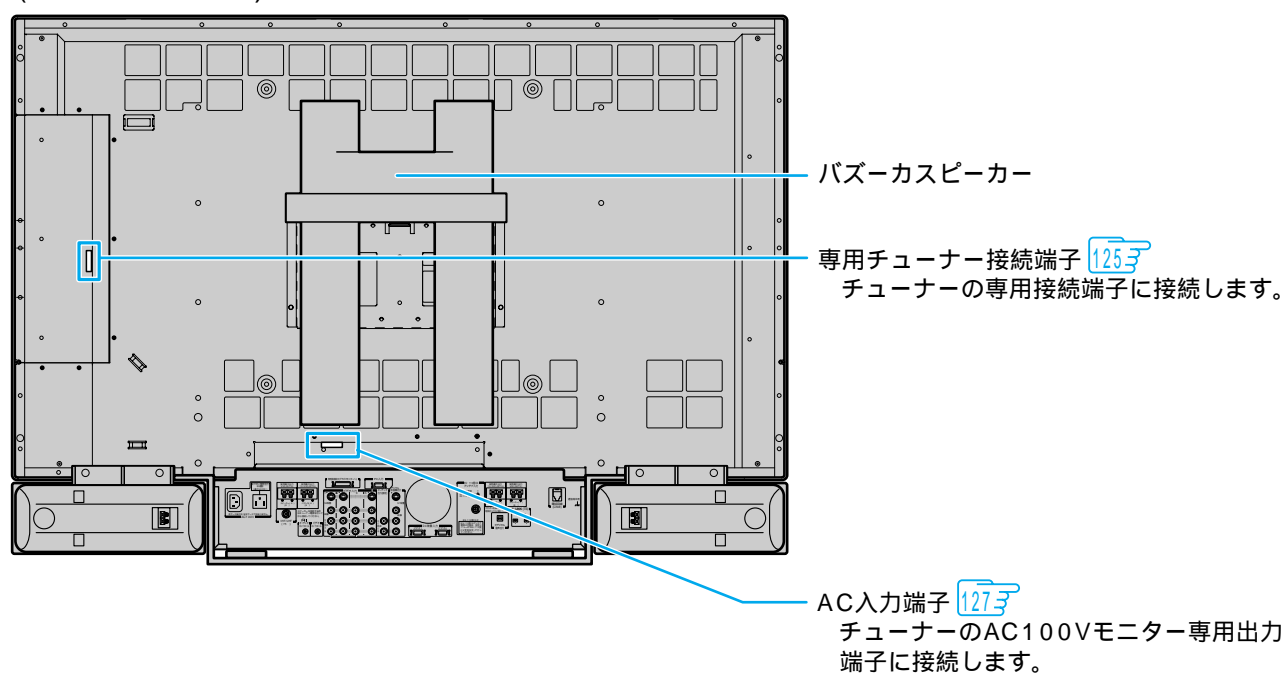 バズーカスピーカー
専用チューナー接続端子 125
チューナーの専用接続端子に接続します。
AC入力端子 127
チューナーのAC100Vモニター専用出力
端子に接続します。